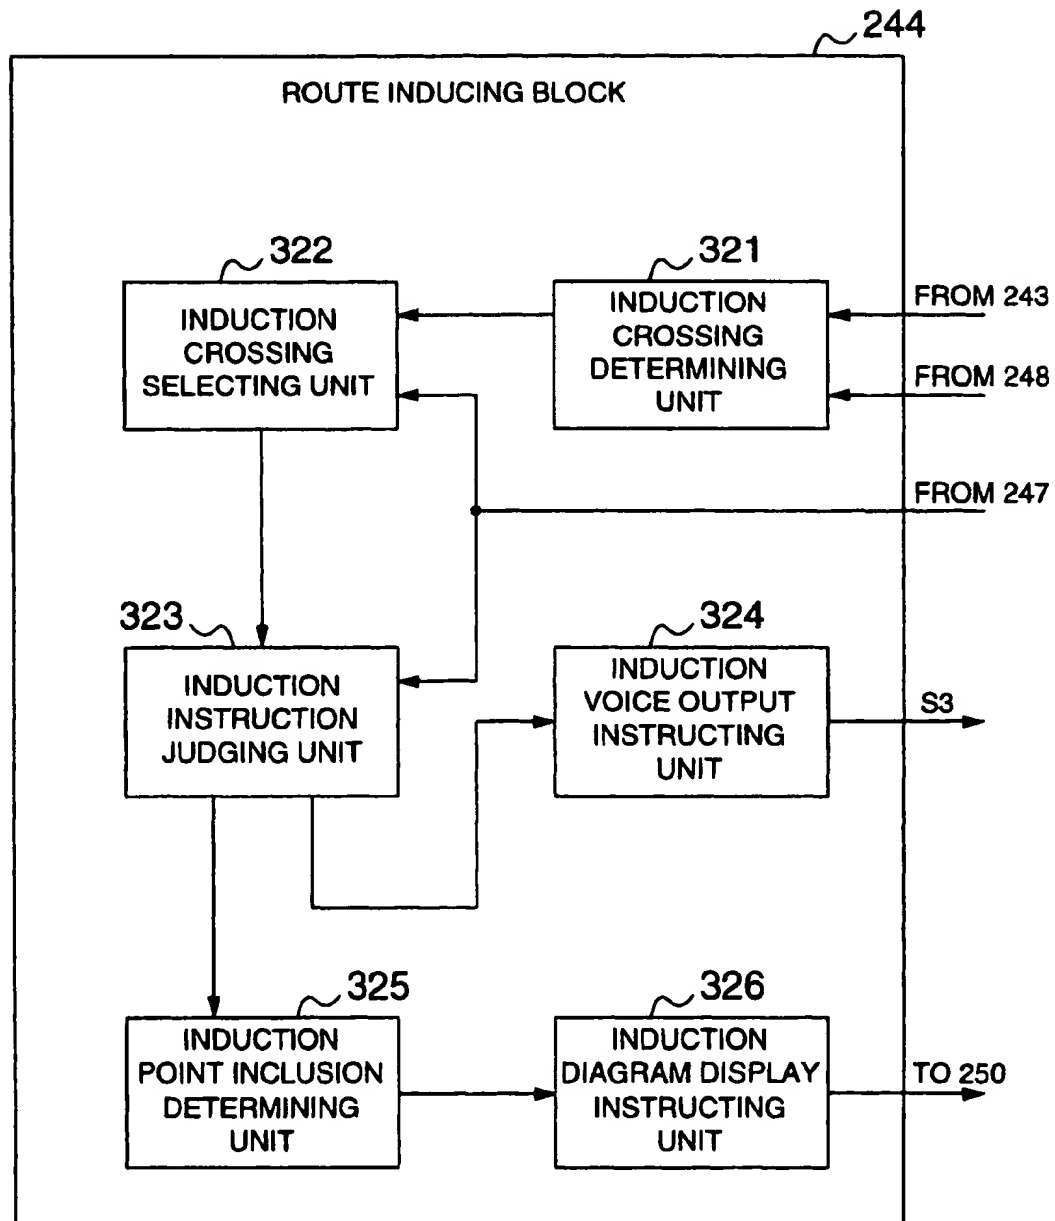 244
ROUTE INDUCING BLOCK
322
INDUCTION
CROSSING
SELECTING UNIT
321
INDUCTION
CROSSING
DETERMINING
UNIT
FROM 243
FROM 248
FROM 247
323
INDUCTION
INSTRUCTION
JUDGING UNIT
324
INDUCTION
VOICE OUTPUT
INSTRUCTING
UNIT
S3
325
INDUCTION
POINT INCLUSION
DETERMINING
UNIT
326
INDUCTION
DIAGRAM DISPLAY
INSTRUCTING
UNIT
TO 250